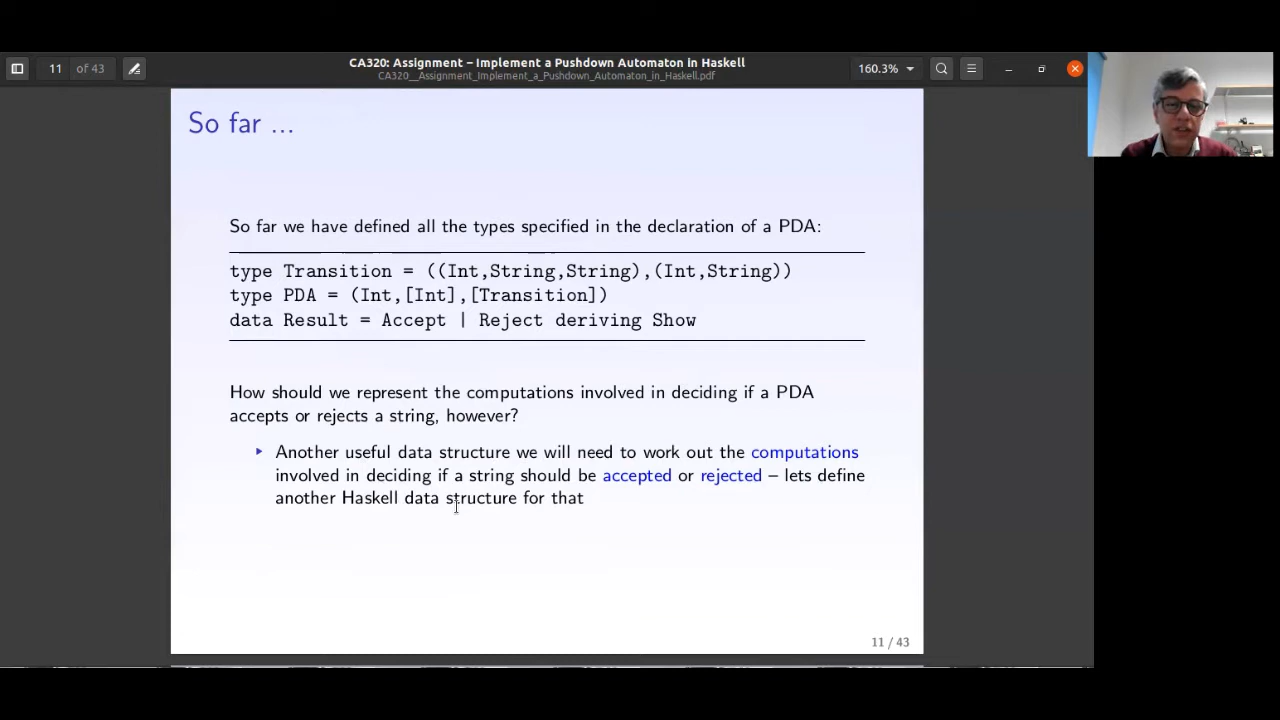 11 of 43
CA320: Assignment – Implement a Pushdown Automaton in Haskell
CA320__Assignment_Implement_a_Pushdown_Automaton_in_Haskell.pdf
160.3%
So far ...
So far we have defined all the types specified in the declaration of a PDA:
type Transition = ((Int,String,String),(Int,String))
type PDA = (Int,[Int],[Transition])
data Result = Accept | Reject deriving Show
How should we represent the computations involved in deciding if a PDA
accepts or rejects a string, however?
Another useful data structure we will need to work out the computations
involved in deciding if a string should be accepted or rejected – lets define
another Haskell data structure for that
11 / 43